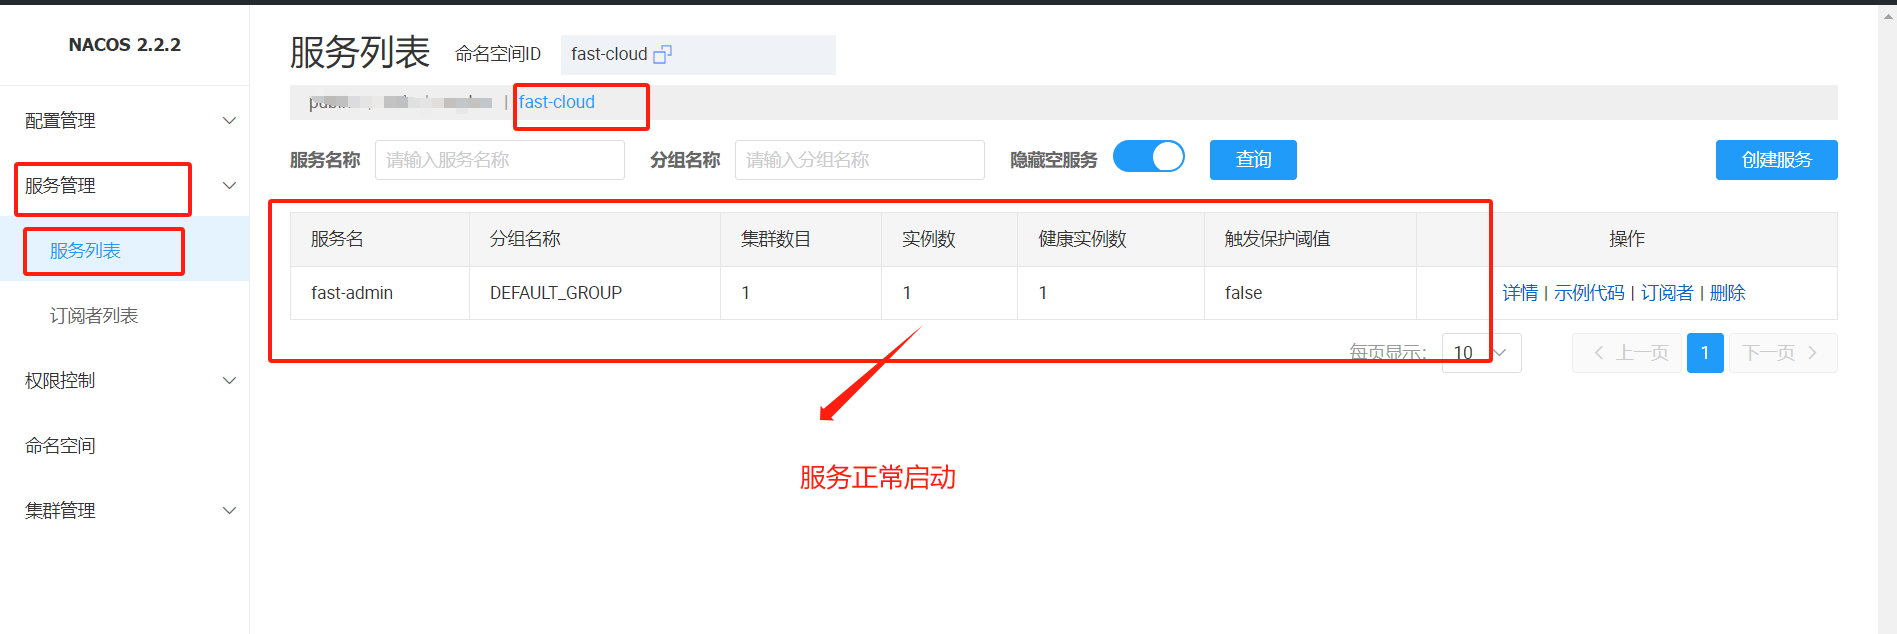 NACOS 2.2.2
配置管理
服务管理
服务列表
订阅者列表
权限控制
命名空间
集群管理
服务列表 命名空间ID fast-cloud
| fast-cloud
服务名称 请输入服务名称 分组名称 请输入分组名称 隐藏空服务 查询 创建服务
服务名 分组名称 集群数目 实例数 健康实例数 触发保护阈值 操作
fast-admin DEFAULT_GROUP 1 1 1 false 详情 | 示例代码 | 订阅者 | 删除
每页显示: 10 上一页 1 下一页
服务正常启动